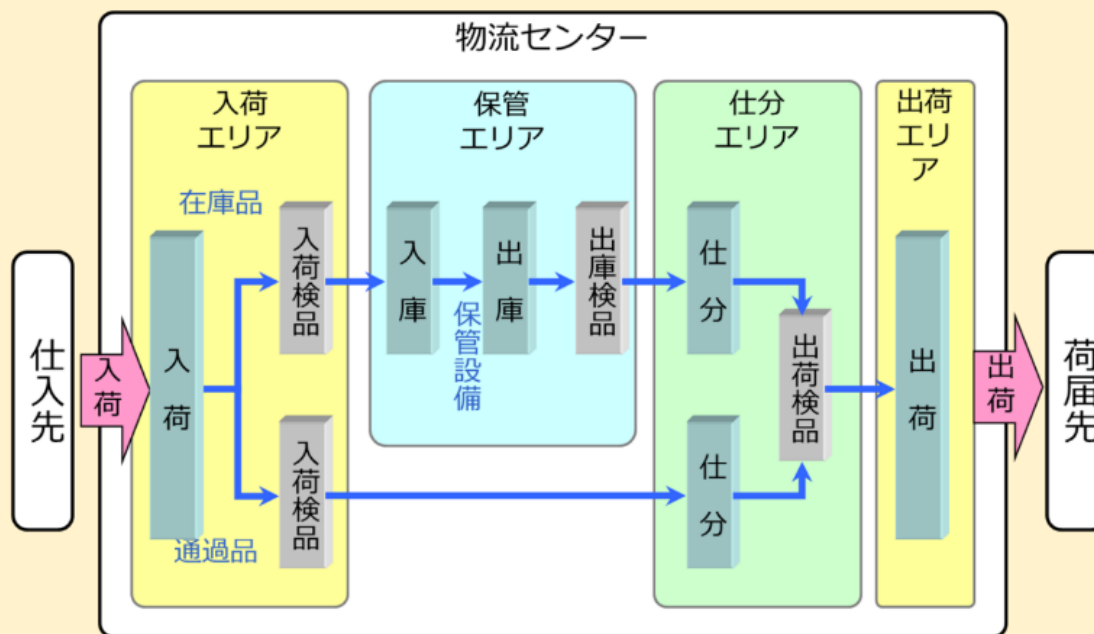 物流センター
入荷
エリア
保管
エリア
仕分
エリア
出荷
エリ
ア
在庫品
入荷
入荷検品
入庫
保管設備
出庫
出庫検品
仕分
出荷検品
出荷
仕入先
入荷
出荷
荷届先
入荷検品
仕分
通過品